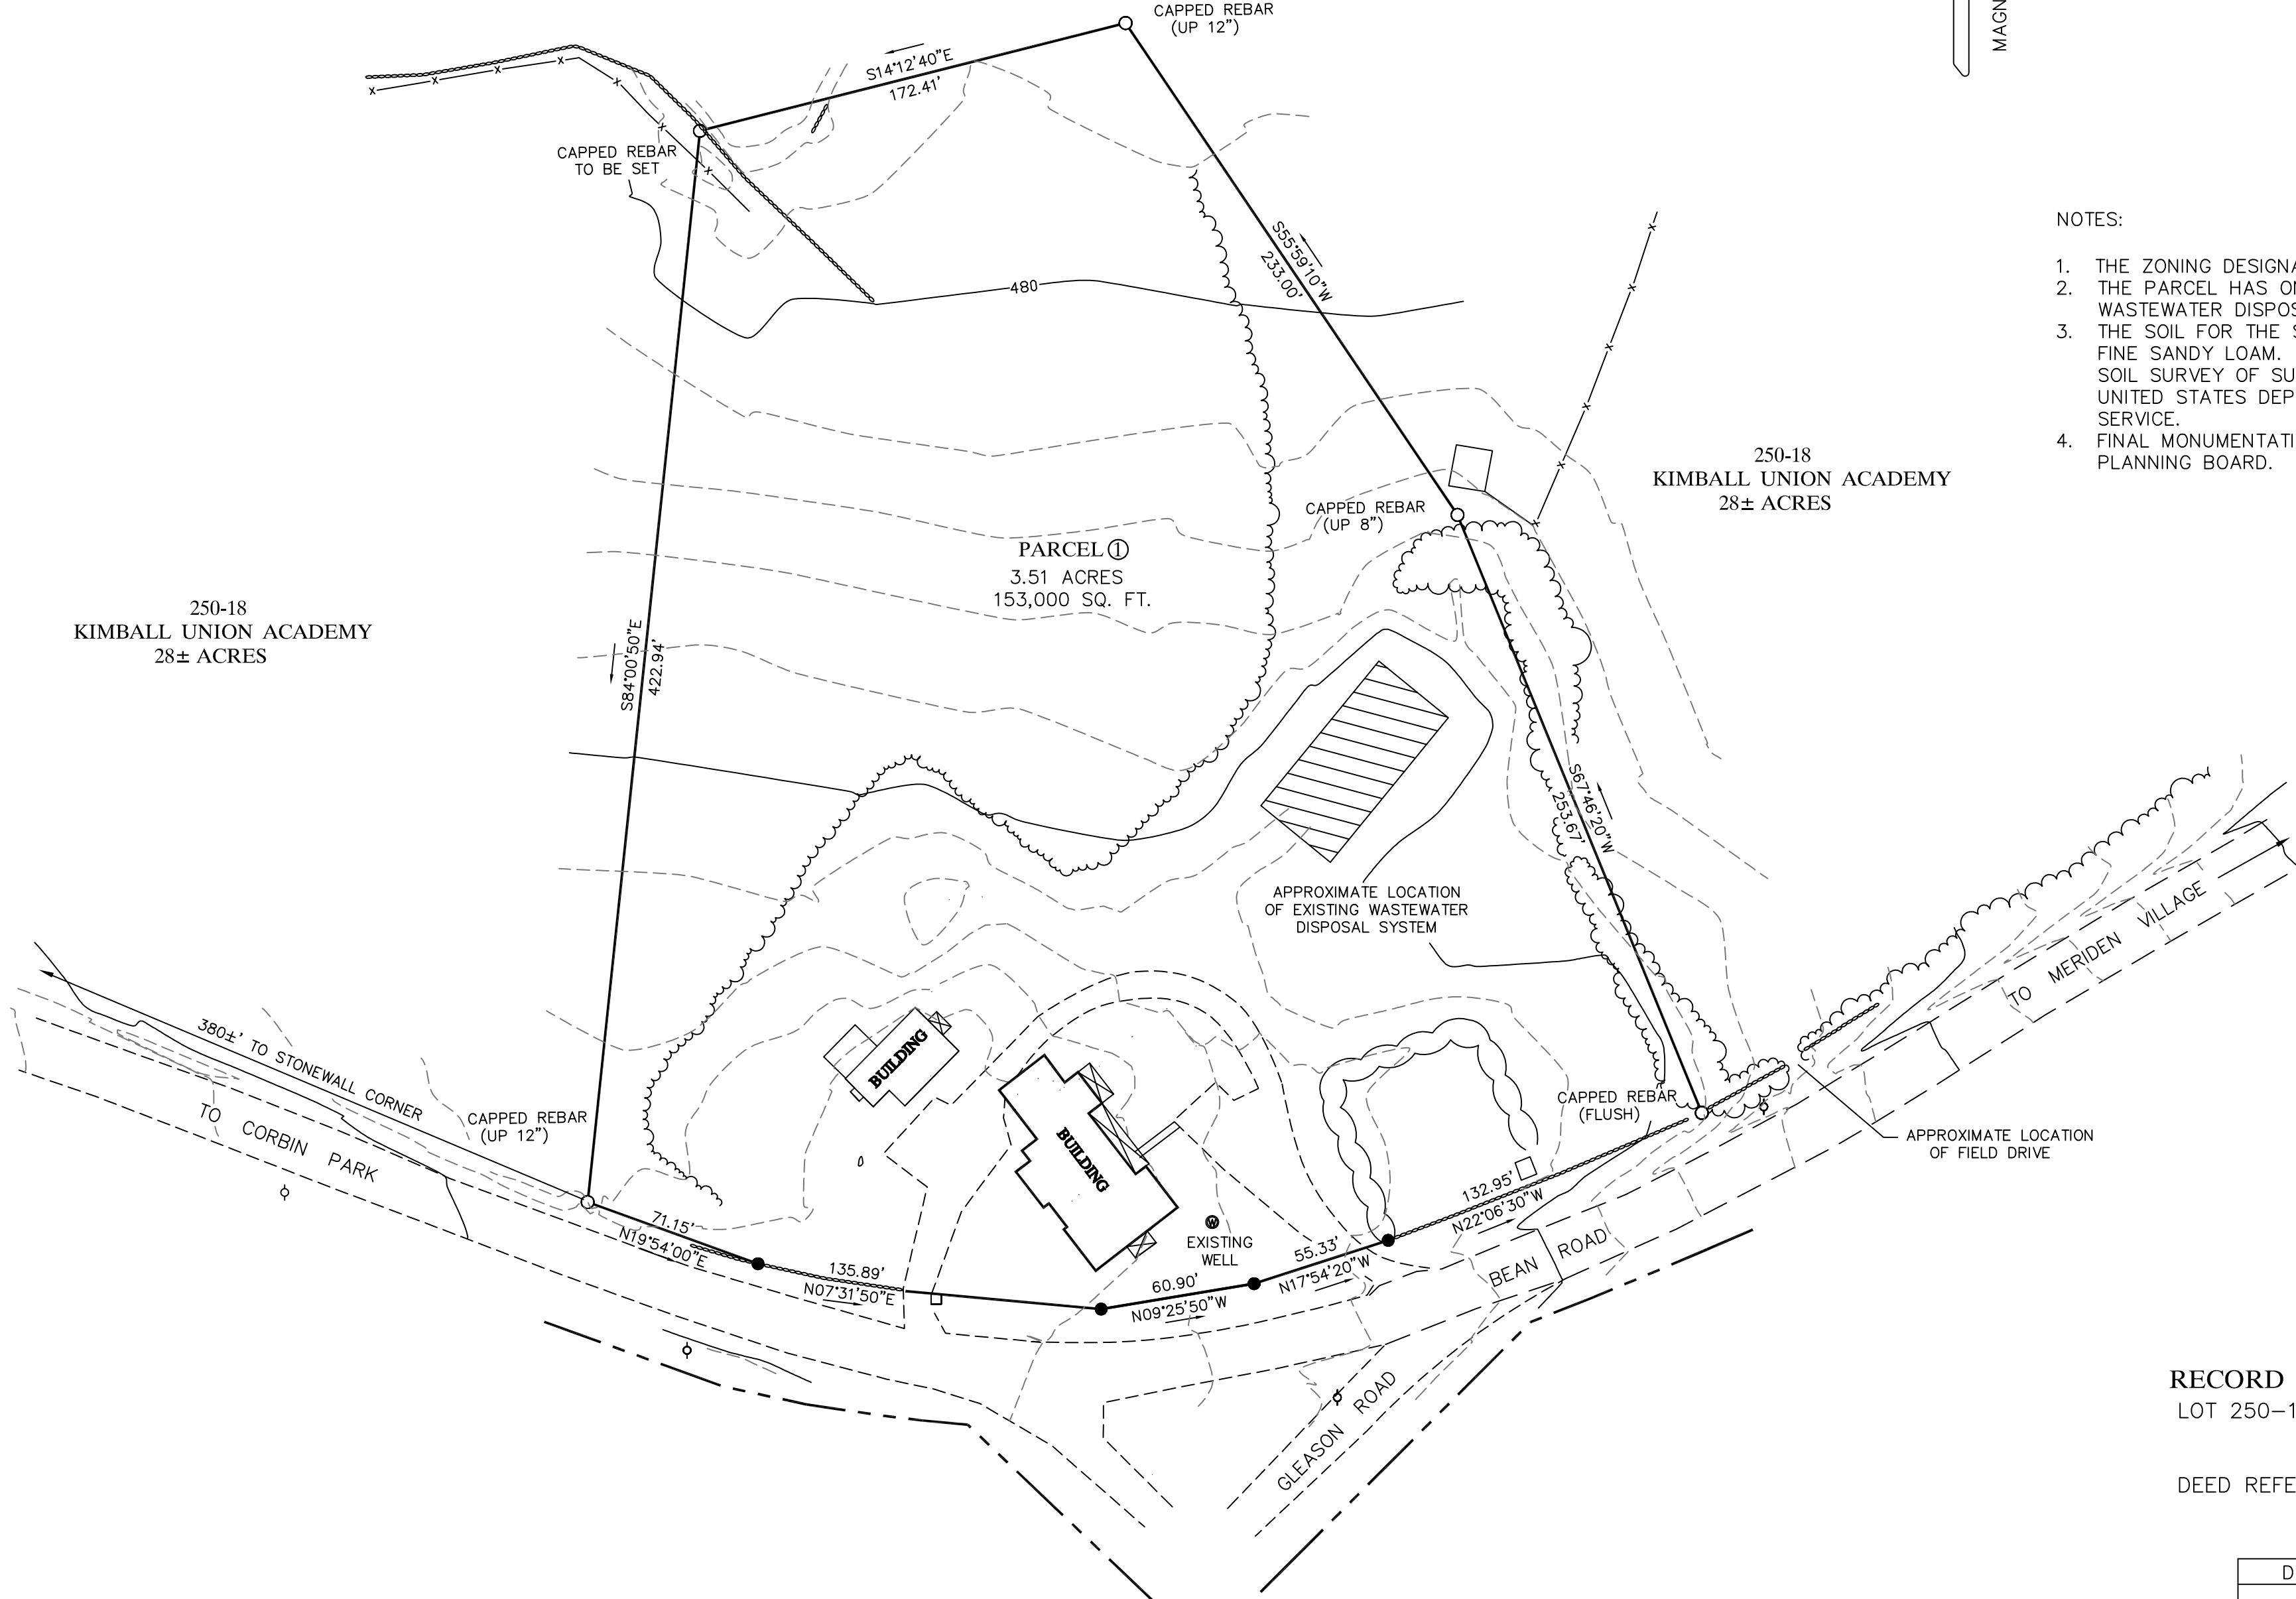 CAPPED REBAR
(UP 12")
MAGN
S14°12'40"E
172.41'
CAPPED REBAR
TO BE SET
S55°59'10"W
233.00'
480
NOTES:
1. THE ZONING DESIGNA
2. THE PARCEL HAS ON
WASTEWATER DISPOS
3. THE SOIL FOR THE S
FINE SANDY LOAM.
SOIL SURVEY OF SU
UNITED STATES DEP
SERVICE.
4. FINAL MONUMENTATI
PLANNING BOARD.
250-18
KIMBALL UNION ACADEMY
28± ACRES
CAPPED REBAR
(UP 8")
PARCEL ①
3.51 ACRES
153,000 SQ. FT.
250-18
KIMBALL UNION ACADEMY
28± ACRES
S84°00'50"E
422.94'
S67°46'20"W
253.67'
APPROXIMATE LOCATION
OF EXISTING WASTEWATER
DISPOSAL SYSTEM
TO MERIDEN VILLAGE
380±' TO STONEWALL CORNER
TO CORBIN PARK
CAPPED REBAR
(UP 12")
BUILDING
BUILDING
CAPPED REBAR
(FLUSH)
APPROXIMATE LOCATION
OF FIELD DRIVE
71.15'
N19°54'00"E
135.89'
N07°31'50"E
W
EXISTING
WELL
60.90'
N09°25'50"W
55.33'
N17°54'20"W
132.95'
N22°06'30"W
BEAN ROAD
GLEASON ROAD
RECORD
LOT 250-1
DEED REFE
D